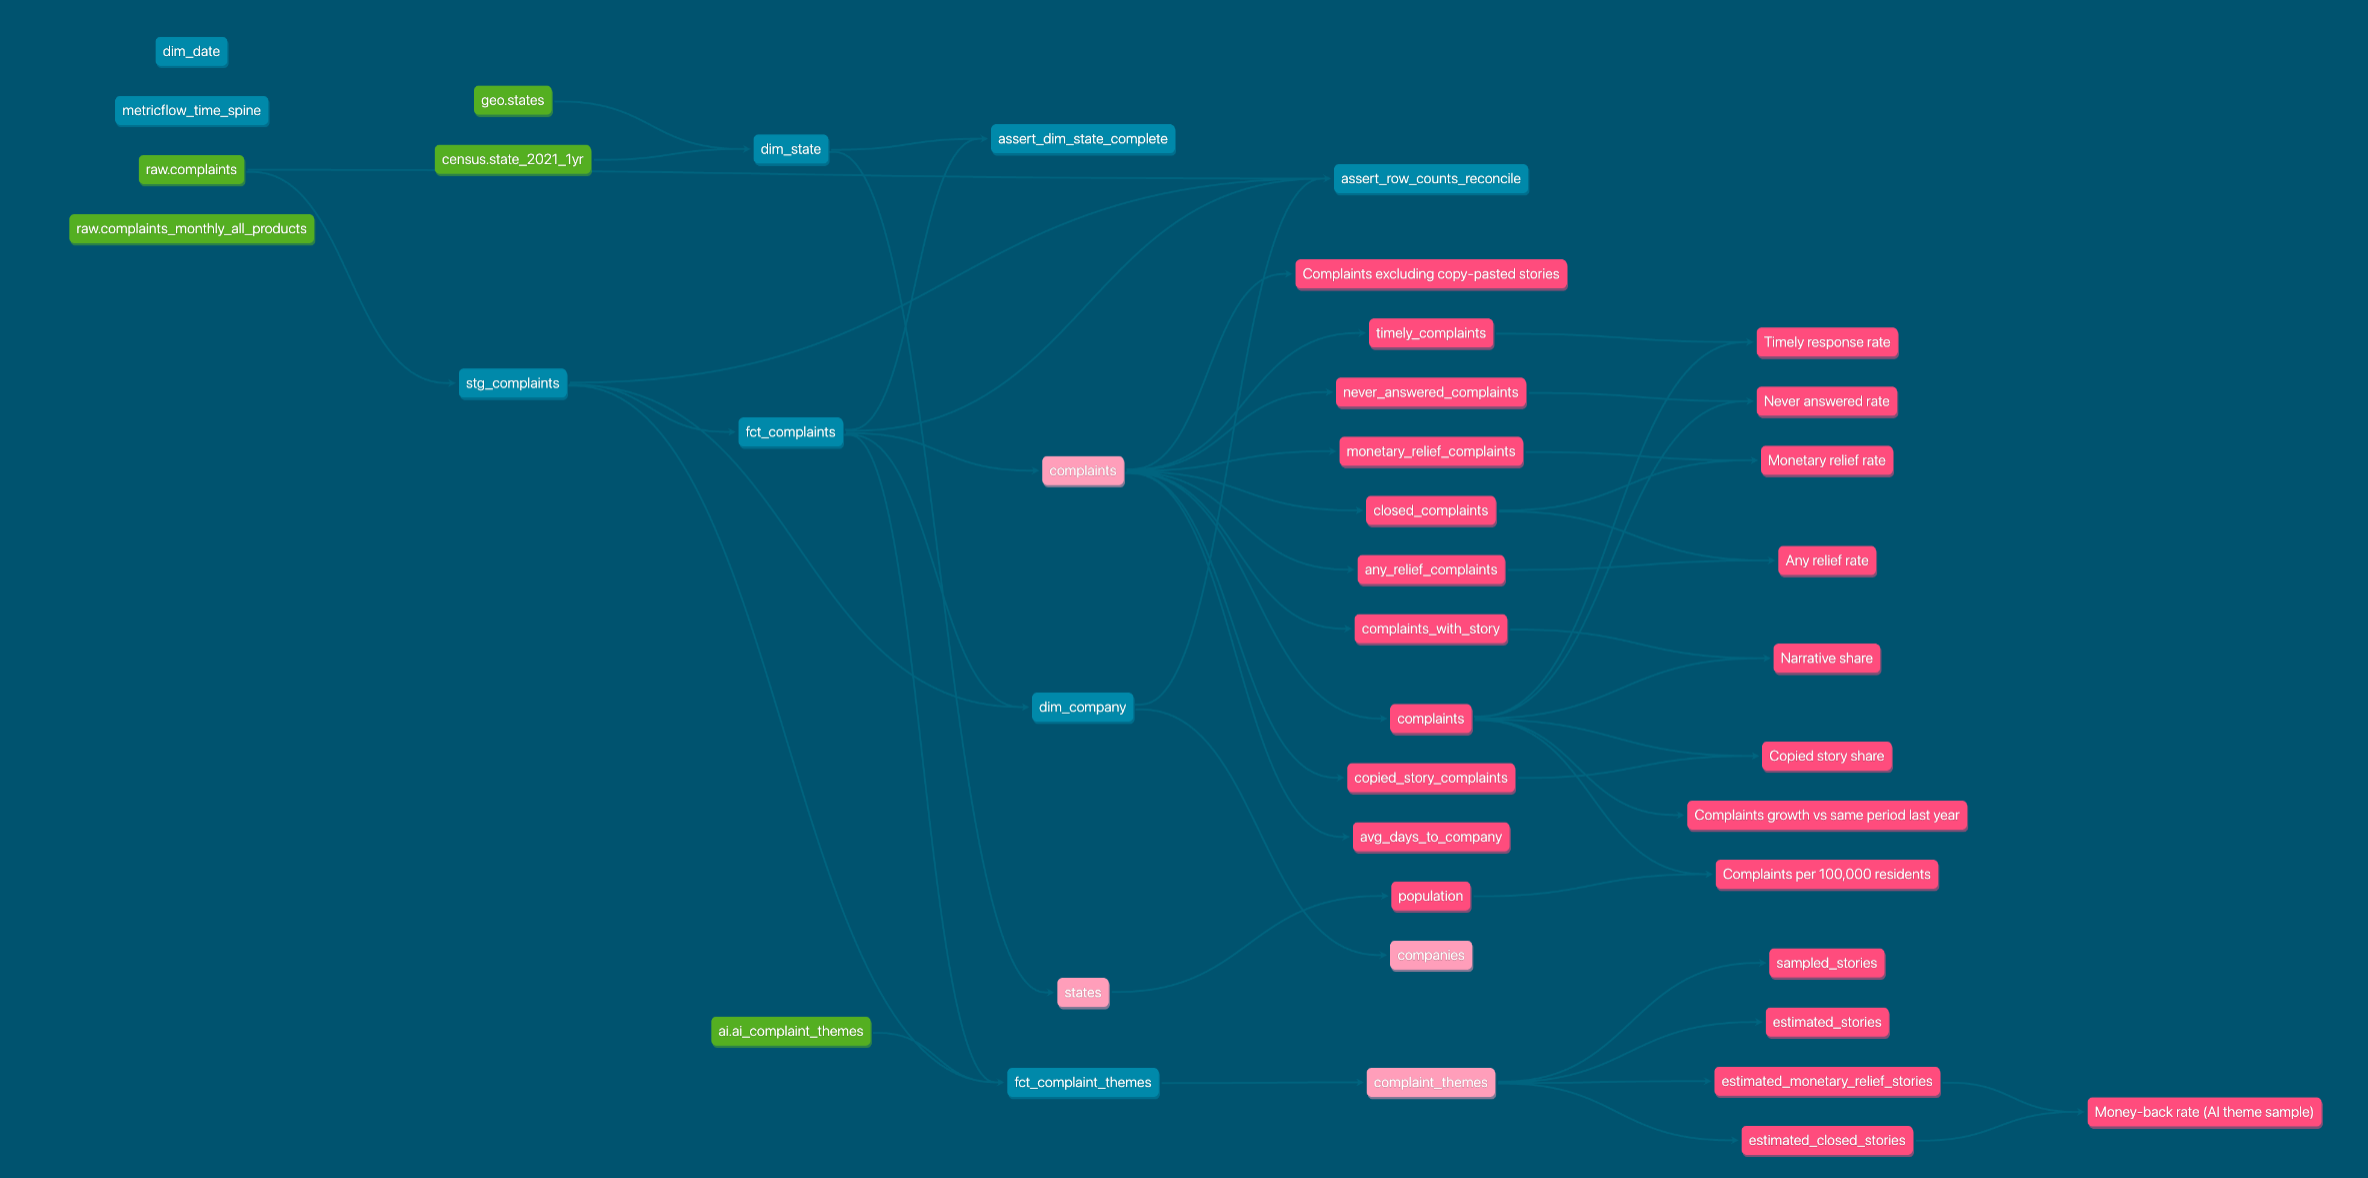 dim_date
metricflow_time_spine
raw.complaints
raw.complaints_monthly_all_products
geo.states
census.state_2021_1yr
stg_complaints
dim_state
fct_complaints
ai.ai_complaint_themes
assert_dim_state_complete
complaints
dim_company
states
fct_complaint_themes
assert_row_counts_reconcile
Complaints excluding copy-pasted stories
timely_complaints
never_answered_complaints
monetary_relief_complaints
closed_complaints
any_relief_complaints
complaints_with_story
complaints
copied_story_complaints
avg_days_to_company
population
companies
complaint_themes
Timely response rate
Never answered rate
Monetary relief rate
Any relief rate
Narrative share
Copied story share
Complaints growth vs same period last year
Complaints per 100,000 residents
sampled_stories
estimated_stories
estimated_monetary_relief_stories
estimated_closed_stories
Money-back rate (AI theme sample)